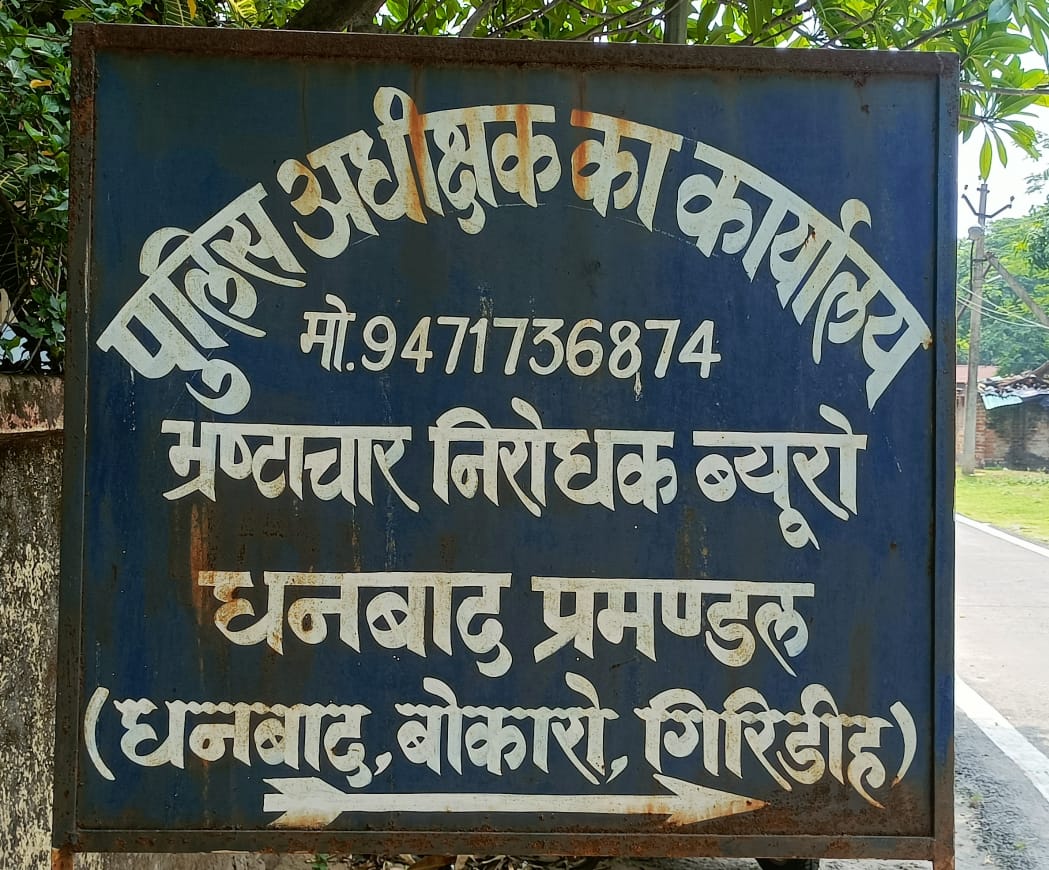 पुलिस अधीक्षक का कार्यालय
मो.9471736874
भ्रष्टाचार निरोधक ब्यूरो
धनबाद प्रमण्डल
(धनबाद, बोकारो, गिरिडीह)